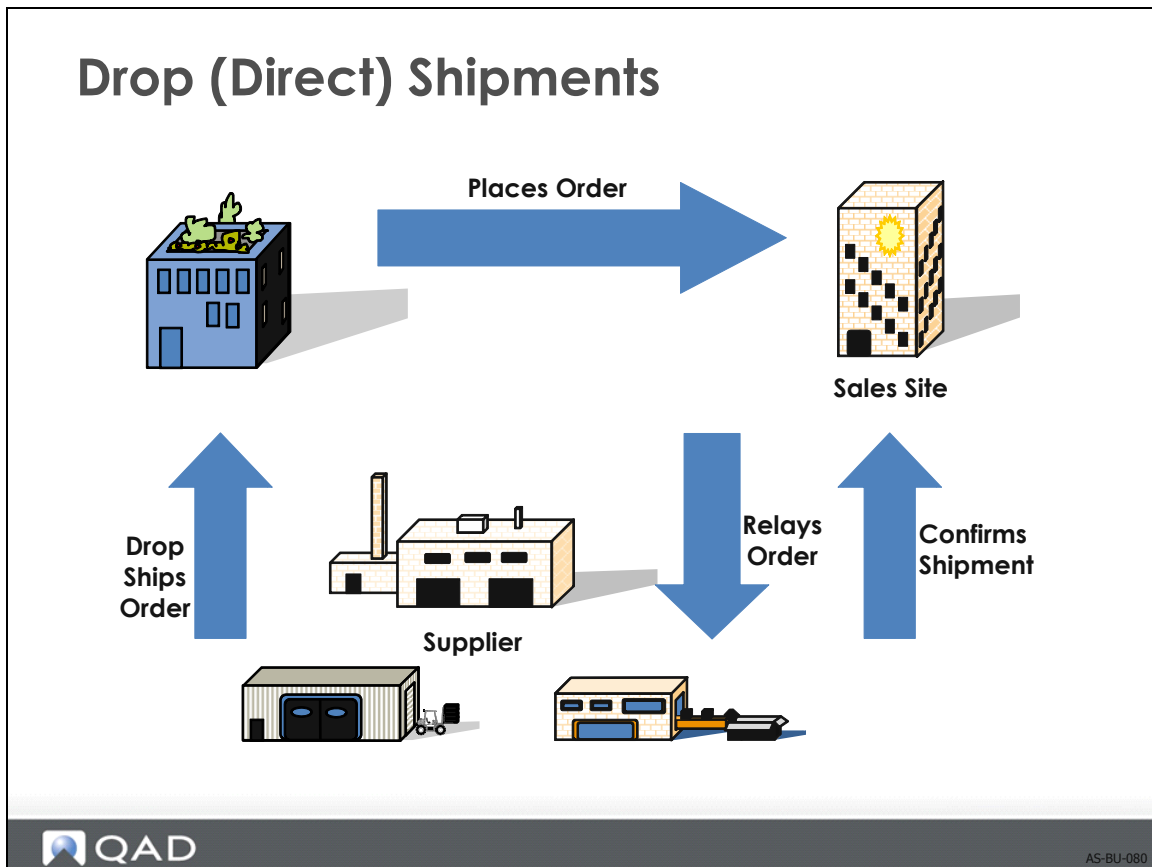 Drop (Direct) Shipments
Places Order
Sales Site
Drop
Ships
Order
Supplier
Relays
Order
Confirms
Shipment
QAD
AS-BU-080